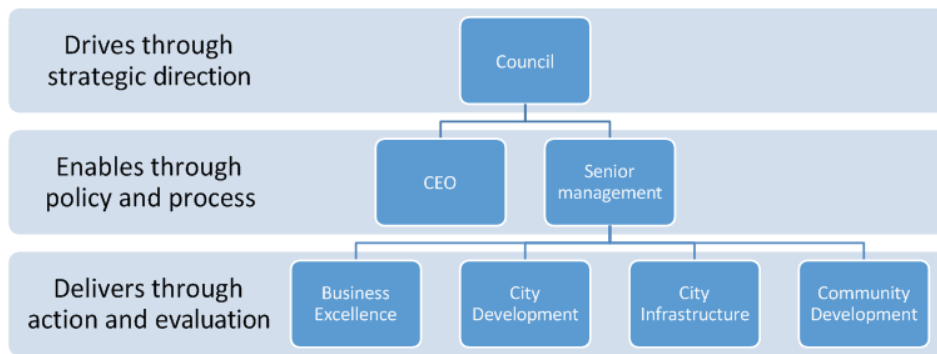 Drives through
strategic direction
Council
Enables through
policy and process
CEO
Senior
management
Delivers through
action and evaluation
Business
Excellence
City
Development
City
Infrastructure
Community
Development